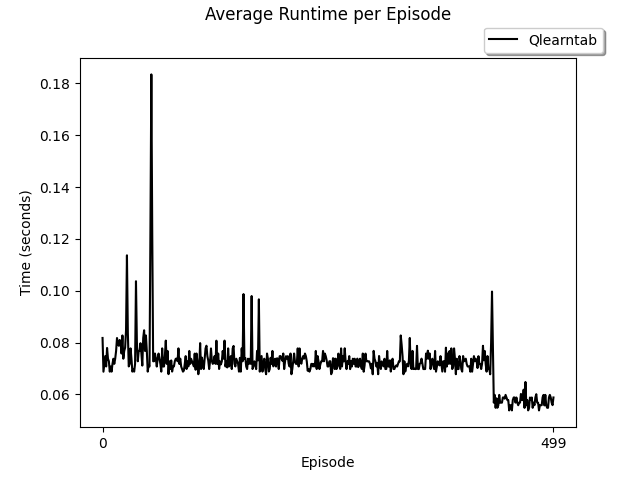 Average Runtime per Episode
Qlearntab
0.18
0.16
0.14
0.12
0.10
0.08
0.06
Time (seconds)
0
499
Episode